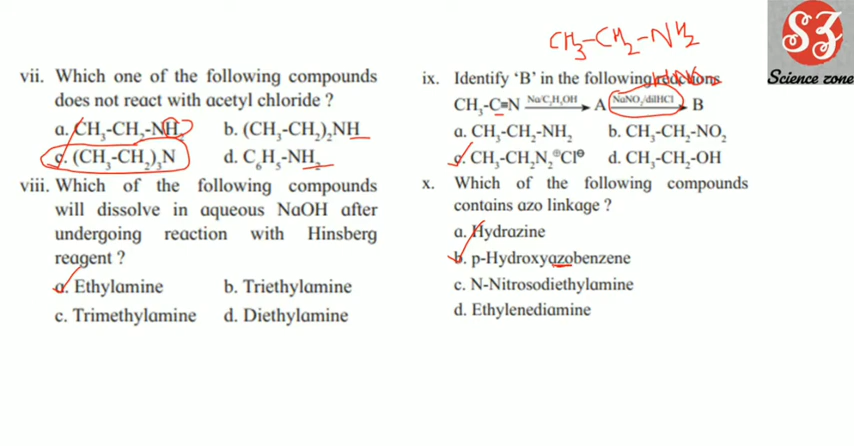 CH₃-CH₂-NH₂
SZ
Science zone
vii. Which one of the following compounds
does not react with acetyl chloride ?
a. CH₃-CH₂-NH₂ b. (CH₃-CH₂)₂NH
c. (CH₃-CH₂)₃N d. C₆H₅-NH₂
viii. Which of the following compounds
will dissolve in aqueous NaOH after
undergoing reaction with Hinsberg
reagent ?
a. Ethylamine b. Triethylamine
c. Trimethylamine d. Diethylamine
ix. Identify ‘B’ in the following reactions
CH₃-C≡N Na/C₂H₅OH → A NaNO₂/dilHCl → B
a. CH₃-CH₂-NH₂ b. CH₃-CH₂-NO₂
c. CH₃-CH₂N₂⊕Cl⊖ d. CH₃-CH₂-OH
x. Which of the following compounds
contains azo linkage ?
a. Hydrazine
b. p-Hydroxyazobenzene
c. N-Nitrosodiethylamine
d. Ethylenediamine